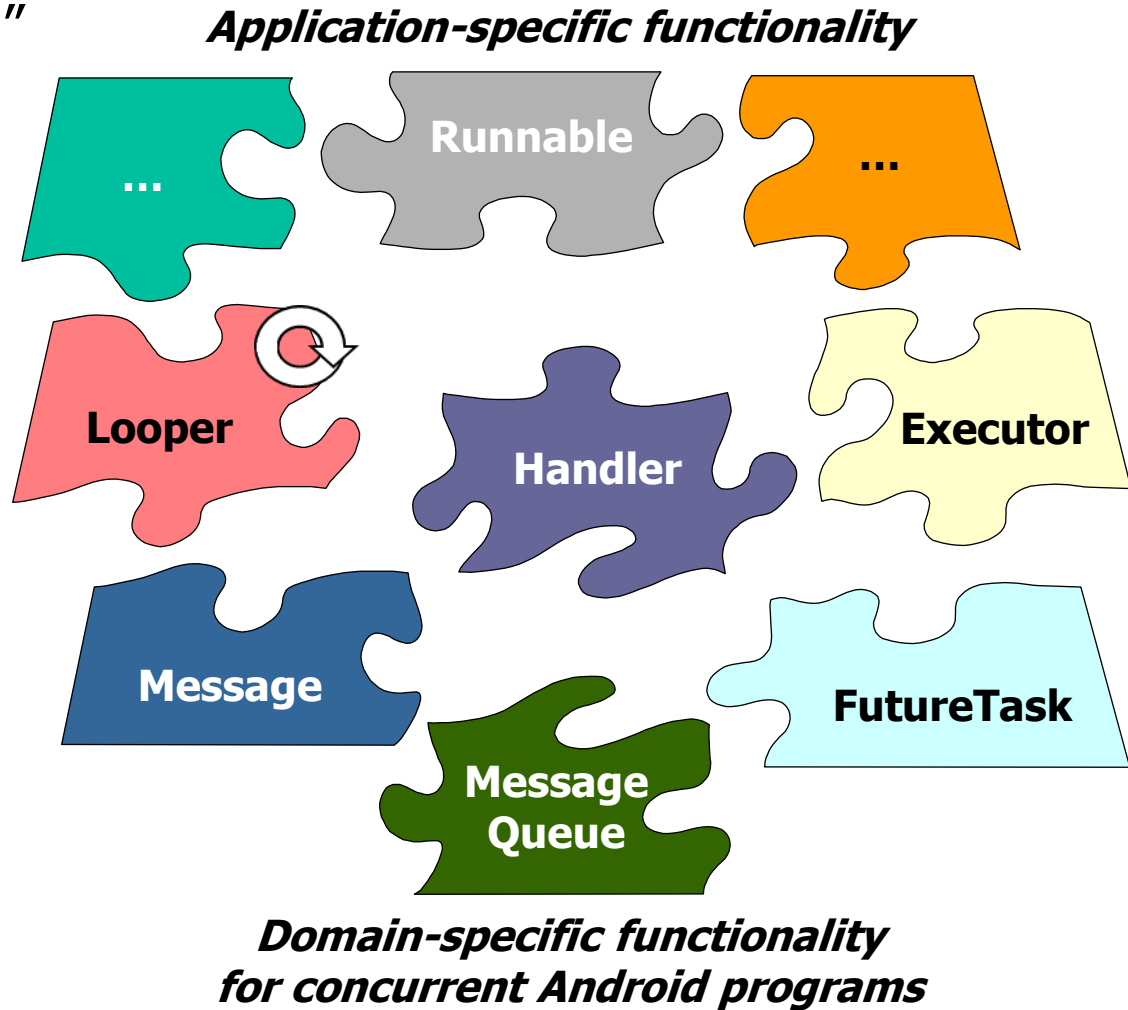 "
Application-specific functionality
...
Runnable
...
Looper
Handler
Executor
Message
FutureTask
Message
Queue
Domain-specific functionality
for concurrent Android programs